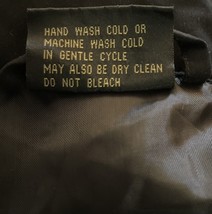 HAND WASH COLD OR
MACHINE WASH COLD
IN GENTLE CYCLE
MAY ALSO BE DRY CLEAN
DO NOT BLEACH